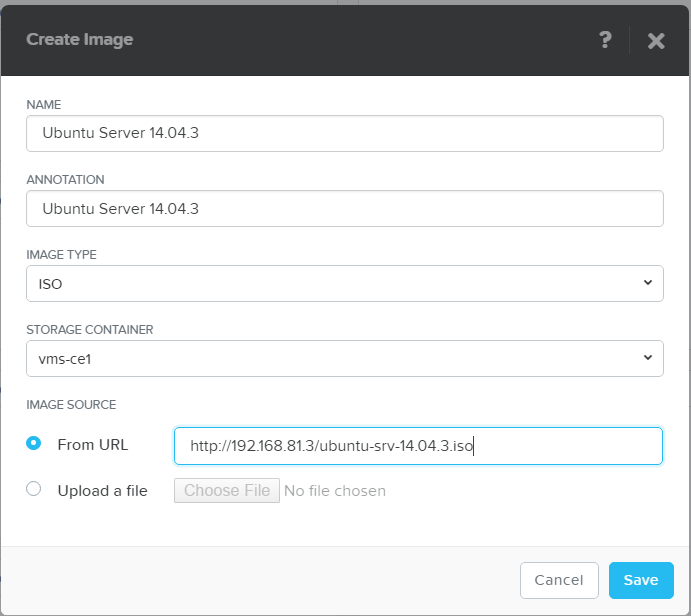 Create Image
?
NAME
Ubuntu Server 14.04.3
ANNOTATION
Ubuntu Server 14.04.3
IMAGE TYPE
ISO
STORAGE CONTAINER
vms-ce1
IMAGE SOURCE
From URL http://192.168.81.3/ubuntu-srv-14.04.3.iso
Upload a file Choose File No file chosen
Cancel Save